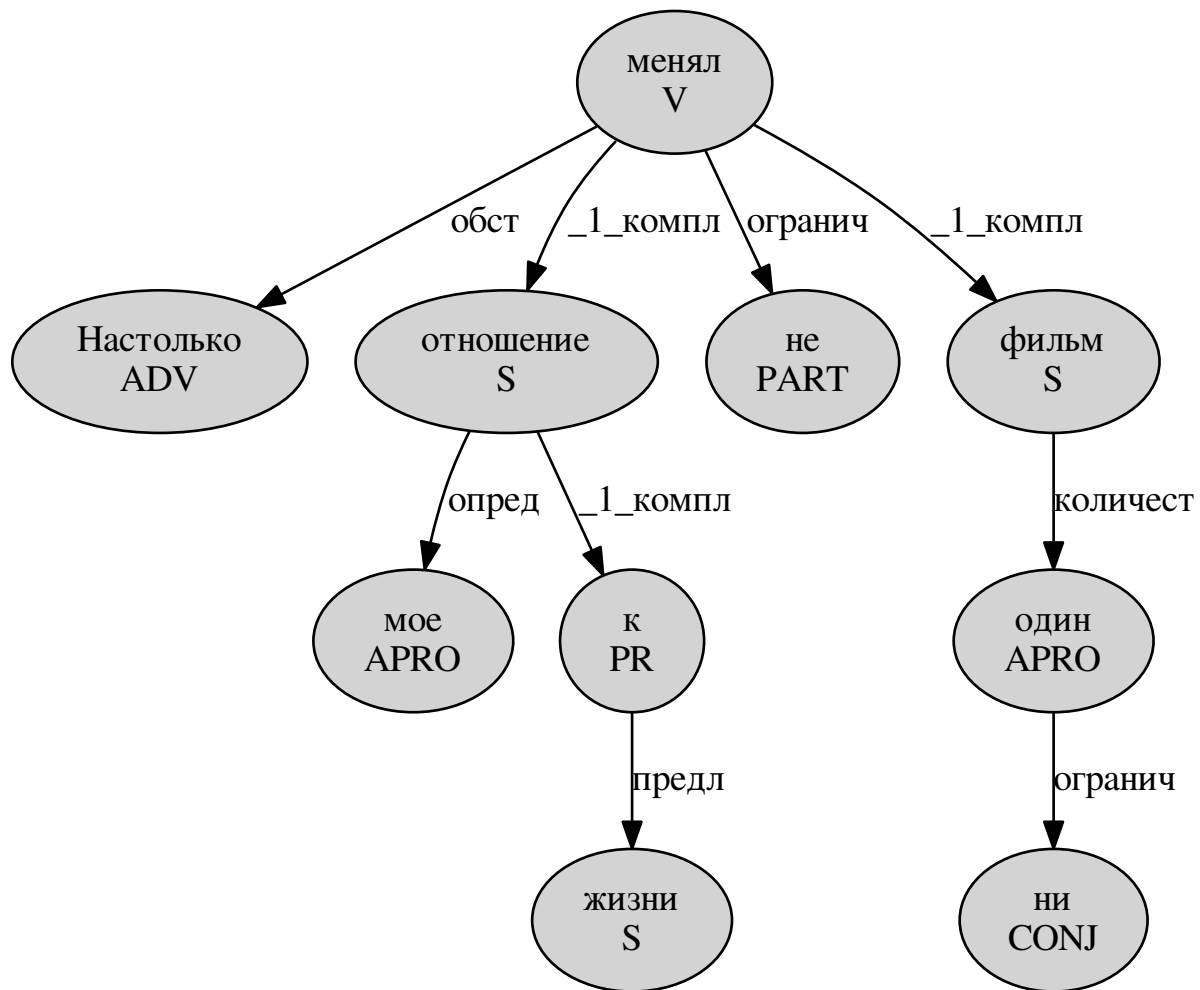 менял
V
обст
_1_компл
огранич
_1_компл
Настолько
ADV
отношение
S
не
PART
фильм
S
опред
_1_компл
количест
мое
APRO
к
PR
один
APRO
предл
огранич
жизни
S
ни
CONJ